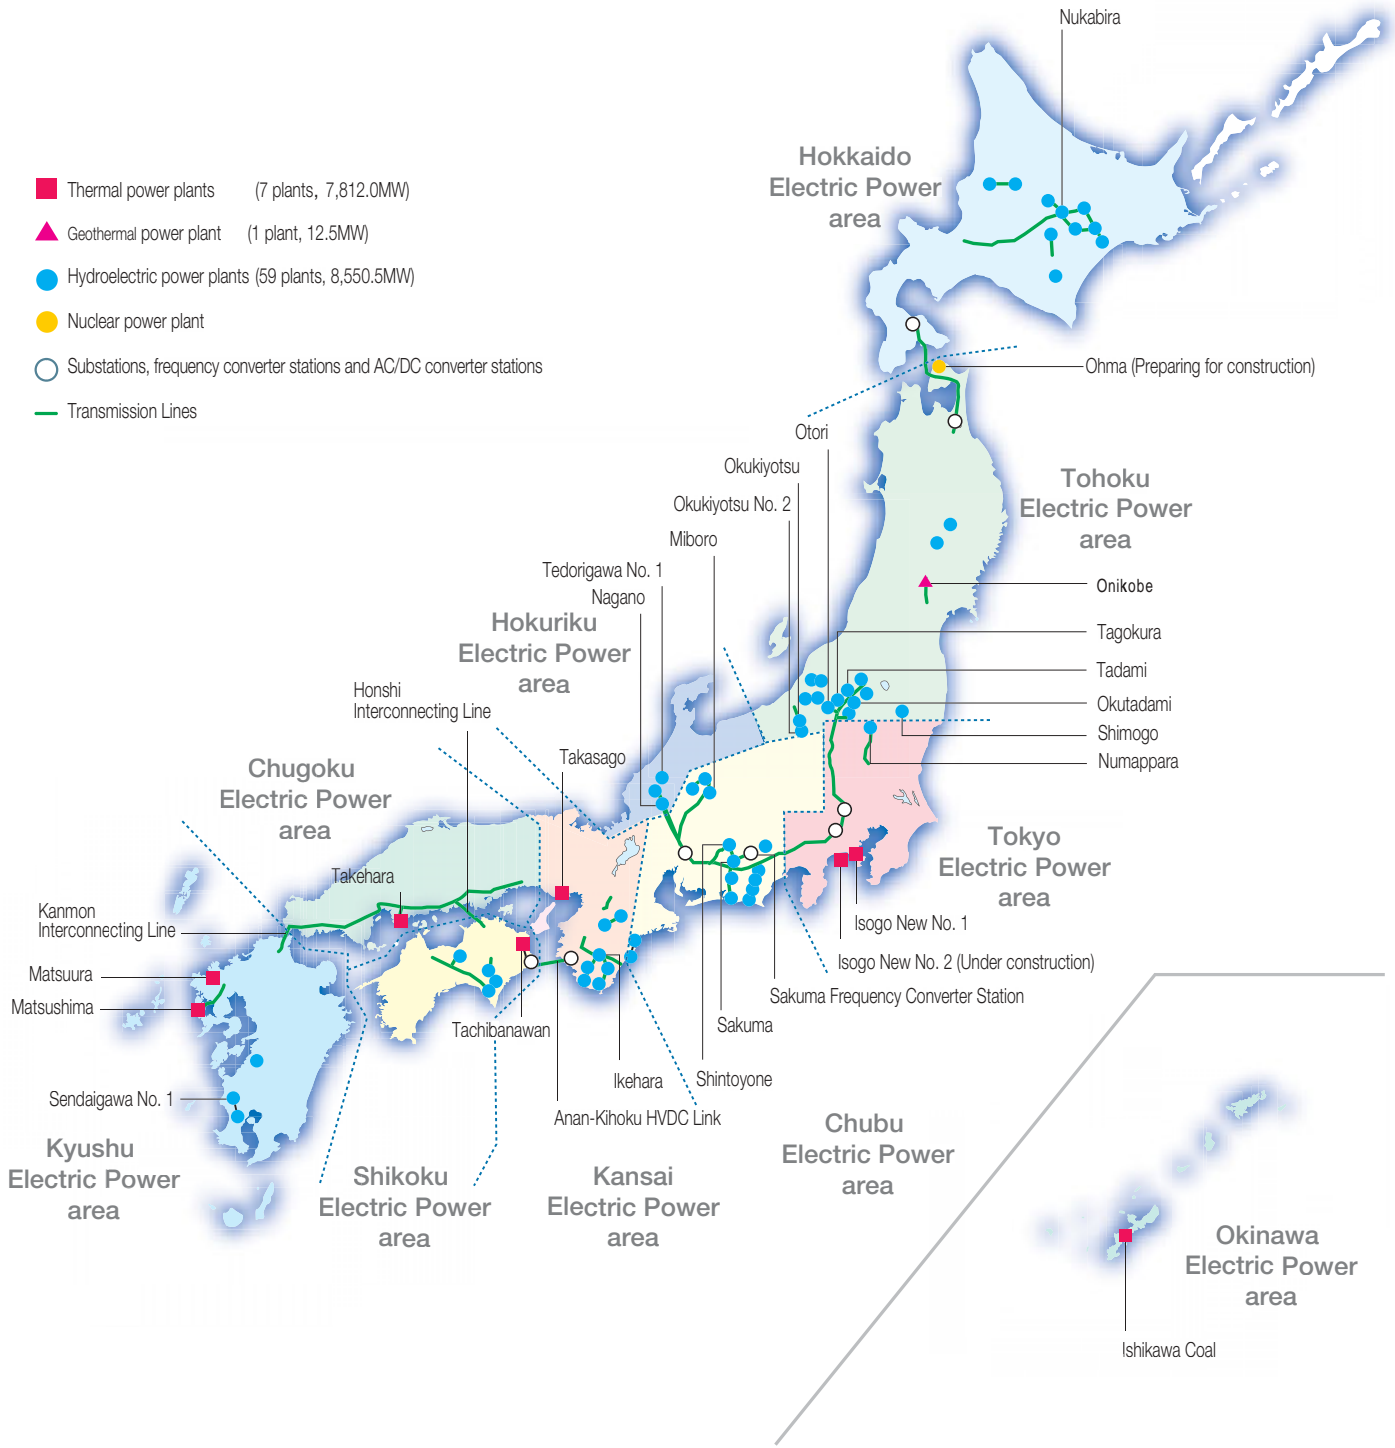 Nukabira
Hokkaido
Electric Power
area
Thermal power plants (7 plants, 7,812.0MW)
Geothermal power plant (1 plant, 12.5MW)
Hydroelectric power plants (59 plants, 8,550.5MW)
Nuclear power plant
Substations, frequency converter stations and AC/DC converter stations
Transmission Lines
Ohma (Preparing for construction)
Otori
Okukiyotsu
Okukiyotsu No. 2
Miboro
Tedorigawa No. 1
Nagano
Tohoku
Electric Power
area
Onikobe
Tagokura
Tadami
Okutadami
Shimogo
Numappara
Hokuriku
Electric Power
area
Honshi
Interconnecting Line
Takasago
Chugoku
Electric Power
area
Takehara
Kanmon
Interconnecting Line
Matsuura
Matsushima
Tokyo
Electric Power
area
Isogo New No. 1
Isogo New No. 2 (Under construction)
Sakuma Frequency Converter Station
Sakuma
Shintoyone
Tachibanawan
Ikehara
Anan-Kihoku HVDC Link
Sendaigawa No. 1
Kyushu
Electric Power
area
Shikoku
Electric Power
area
Kansai
Electric Power
area
Chubu
Electric Power
area
Okinawa
Electric Power
area
Ishikawa Coal